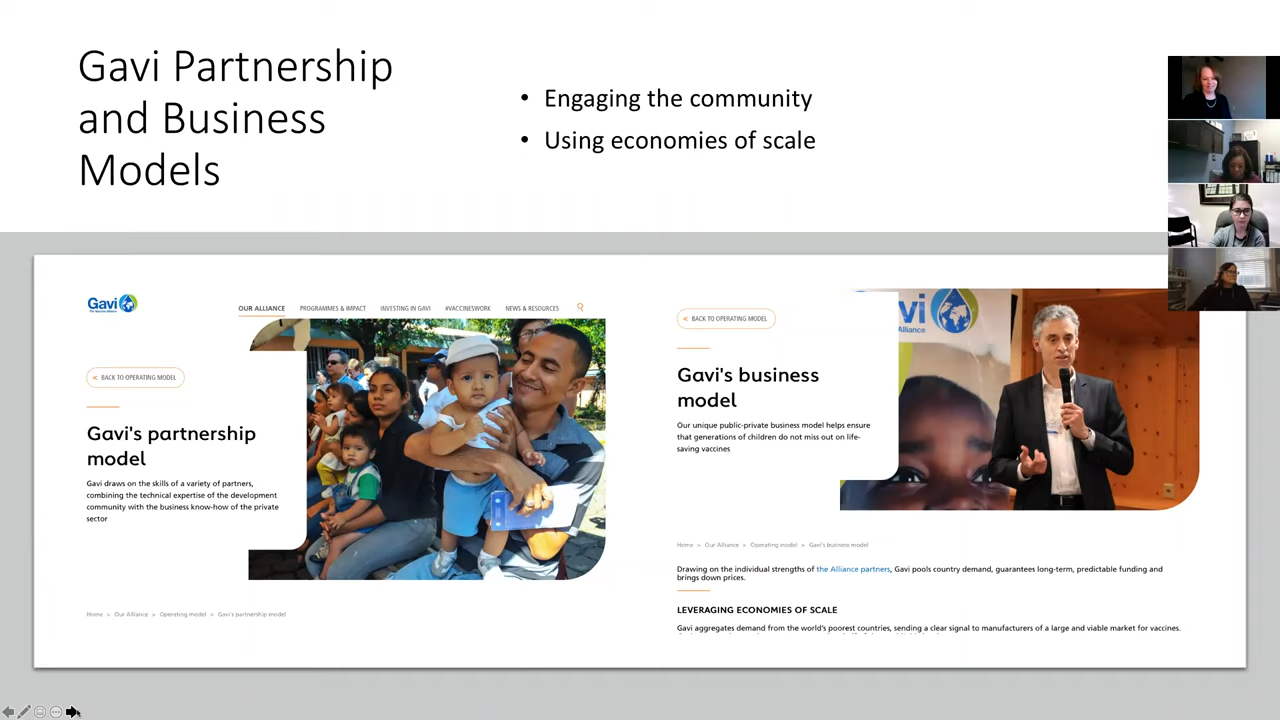 Gavi Partnership
and Business
Models
• Engaging the community
• Using economies of scale
Gavi
The Vaccine Alliance
OUR ALLIANCE PROGRAMMES & IMPACT INVESTING IN GAVI #VACCINESWORK NEWS & RESOURCES
< BACK TO OPERATING MODEL
Gavi's partnership
model
Gavi draws on the skills of a variety of partners,
combining the technical expertise of the development
community with the business know-how of the private
sector
Home > Our Alliance > Operating model > Gavi's partnership model
vi
Alliance
< BACK TO OPERATING MODEL
Gavi's business
model
Our unique public-private business model helps ensure
that generations of children do not miss out on life-
saving vaccines
Home > Our Alliance > Operating model > Gavi's business model
Drawing on the individual strengths of the Alliance partners, Gavi pools country demand, guarantees long-term, predictable funding and
brings down prices.
LEVERAGING ECONOMIES OF SCALE
Gavi aggregates demand from the world's poorest countries, sending a clear signal to manufacturers of a large and viable market for vaccines.